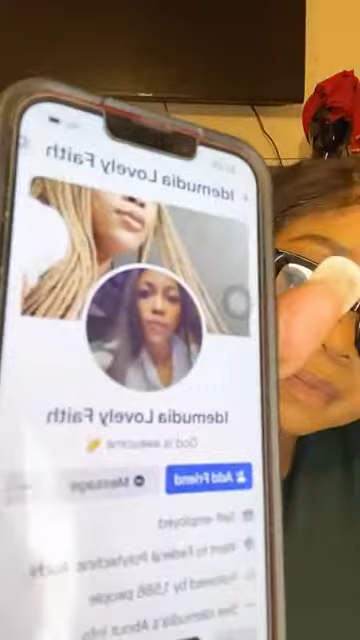 Idemudia Lovely Faith
Idemudia Lovely Faith
God is awesome
Add Friend
Message
Self-employed
Went to Federal Polytechnic, Auchi
Followed by 1,586 people
See Idemudia's About Info